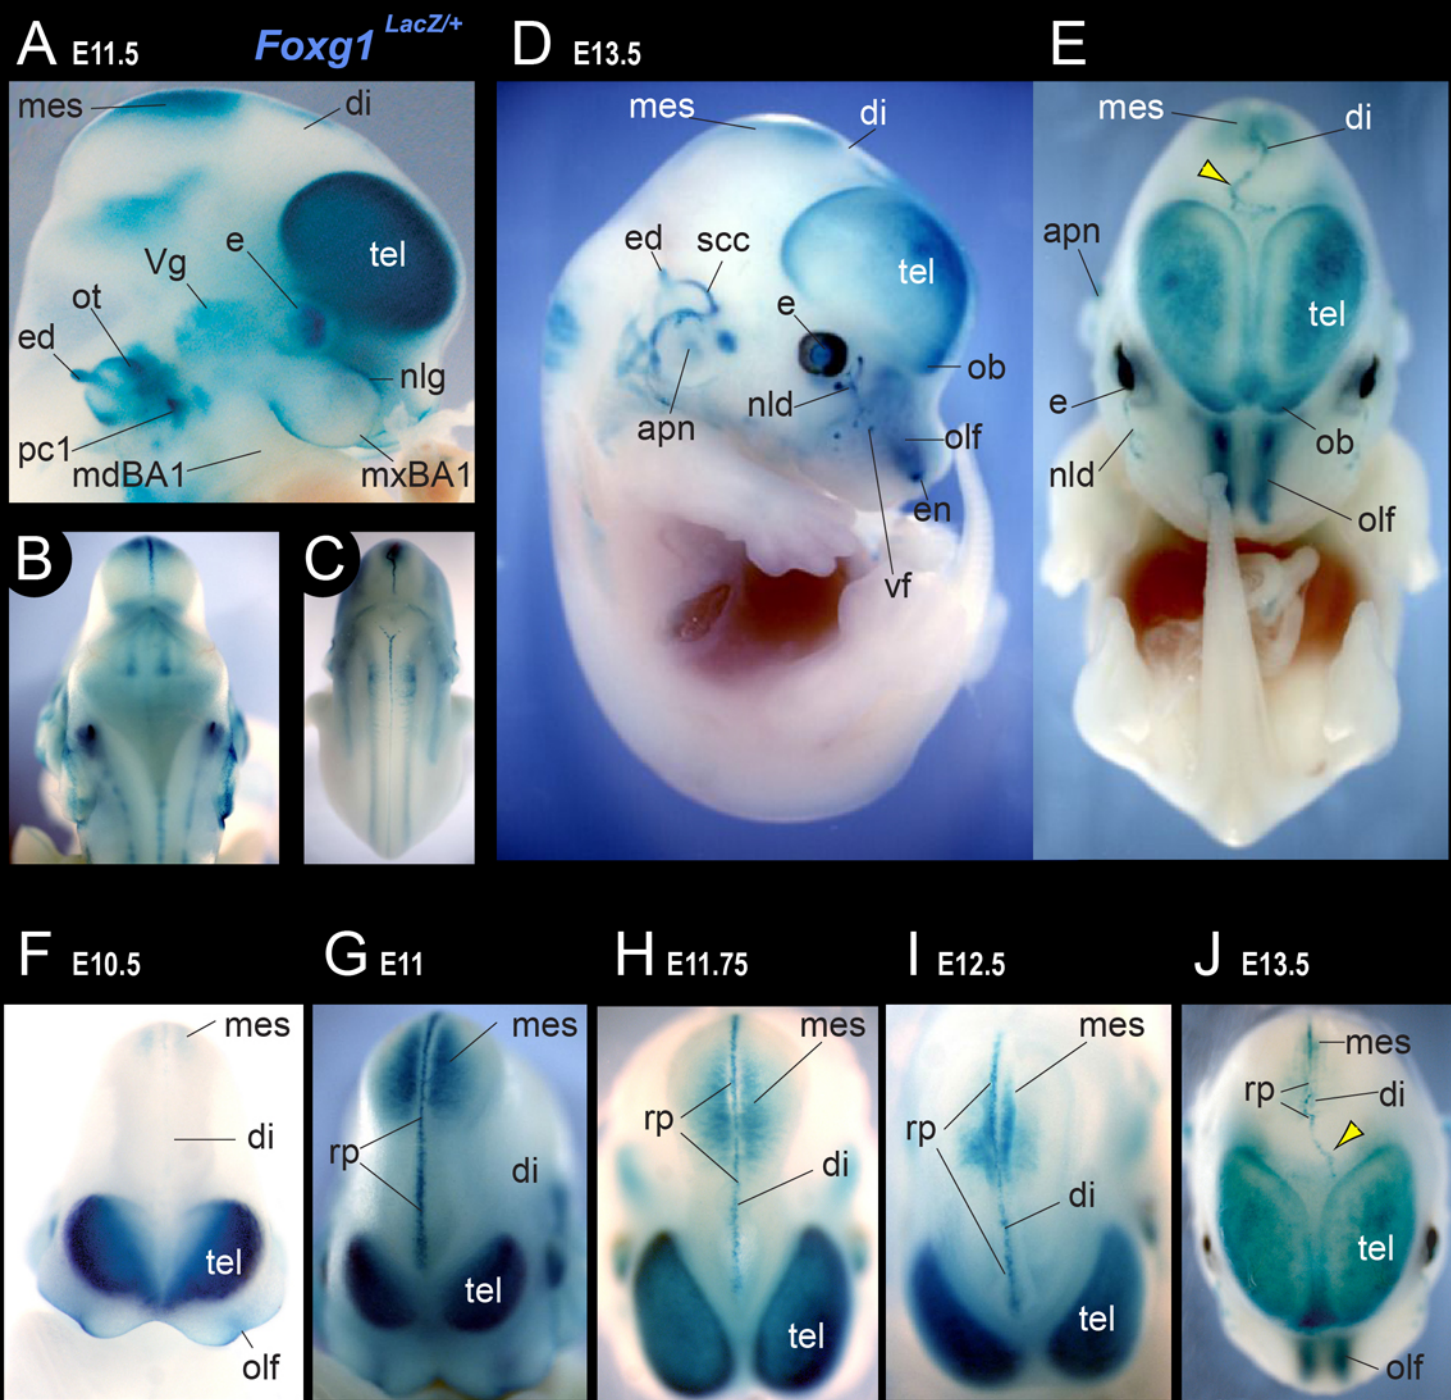 A E11.5
Foxg1 LacZ/+
mes
di
tel
e
Vg
ot
ed
nlg
pc1
mdBA1
mxBA1
B
C
D E13.5
mes
di
ed
scc
tel
e
ob
nld
apn
olf
en
vf
E
mes
di
apn
tel
e
ob
nld
olf
F E10.5
mes
di
tel
olf
G E11
mes
rp
di
tel
H E11.75
mes
rp
di
tel
I E12.5
mes
rp
di
tel
J E13.5
mes
rp
di
tel
olf